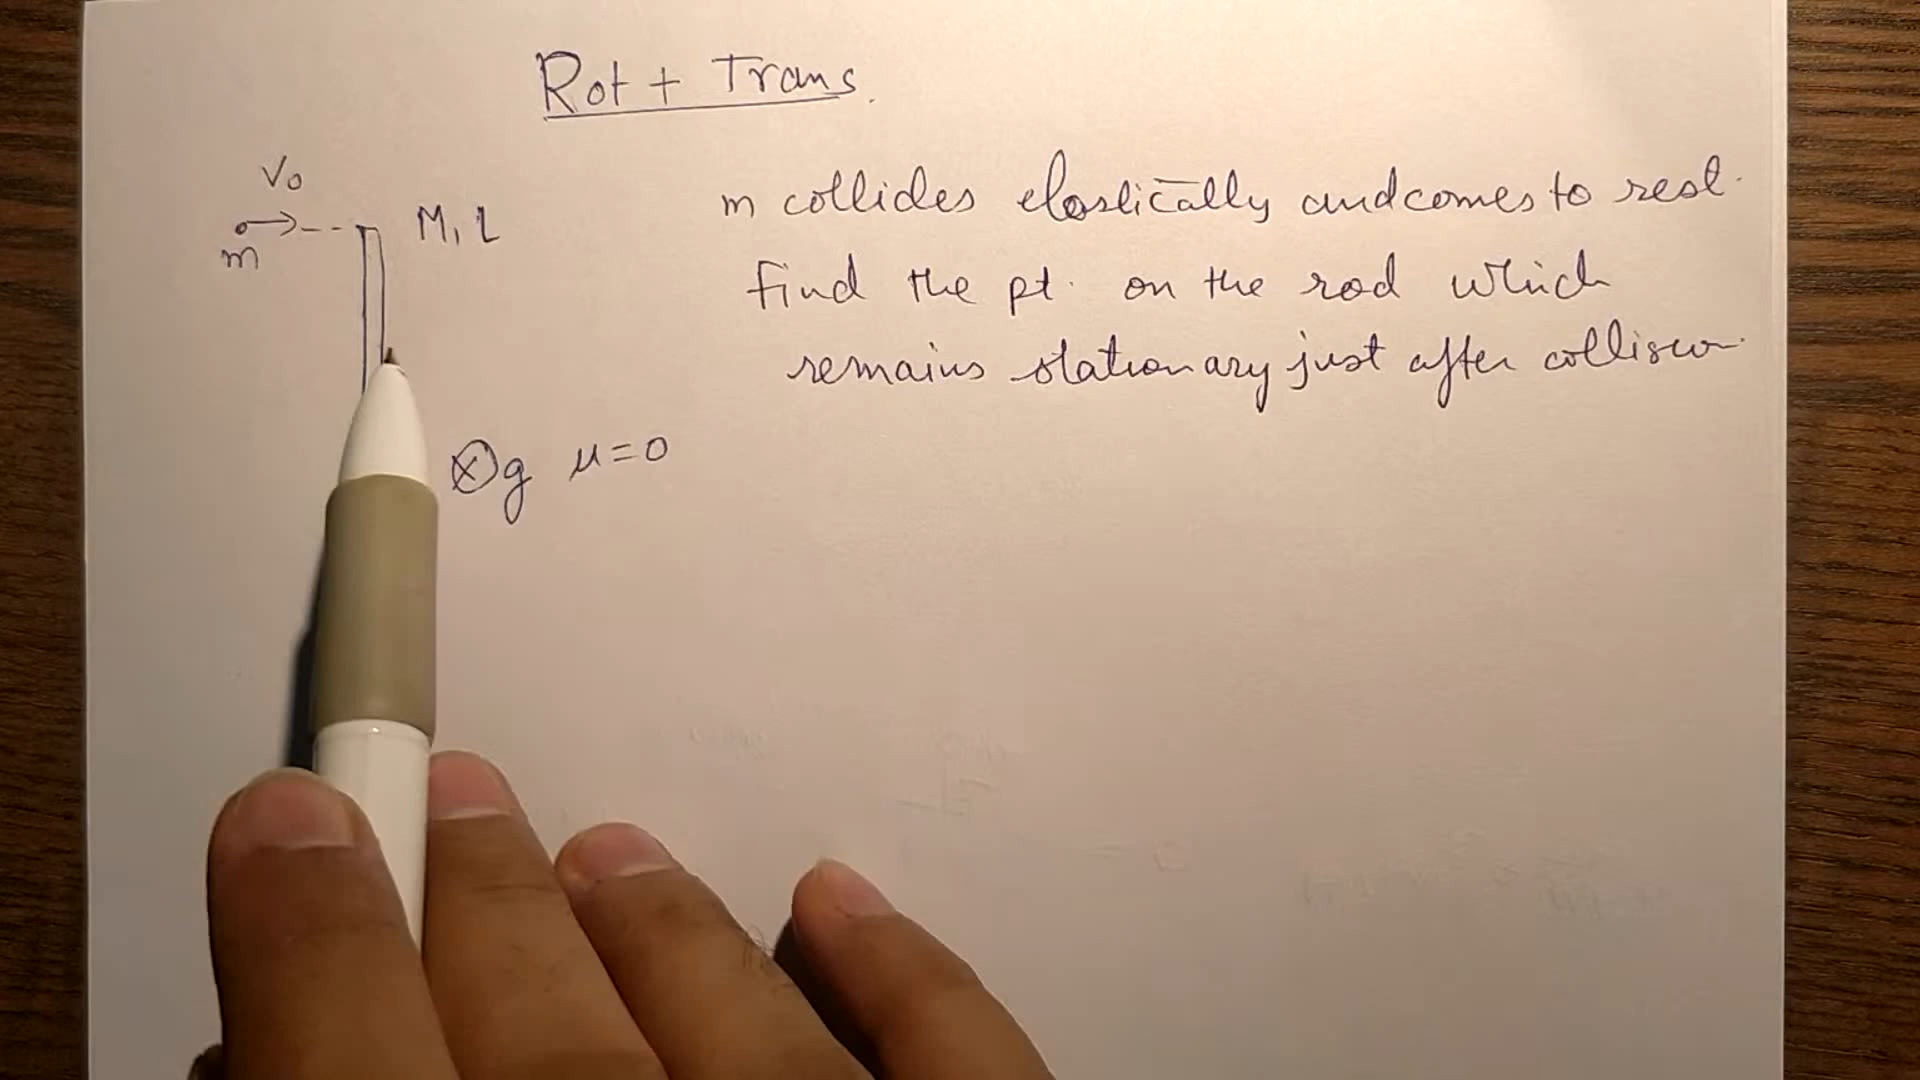 Rot + Trans.
V₀
m
M, L
m collides elastically and comes to rest.
find the pt. on the rod which
remains stationary just after collision.
⊗g μ=0